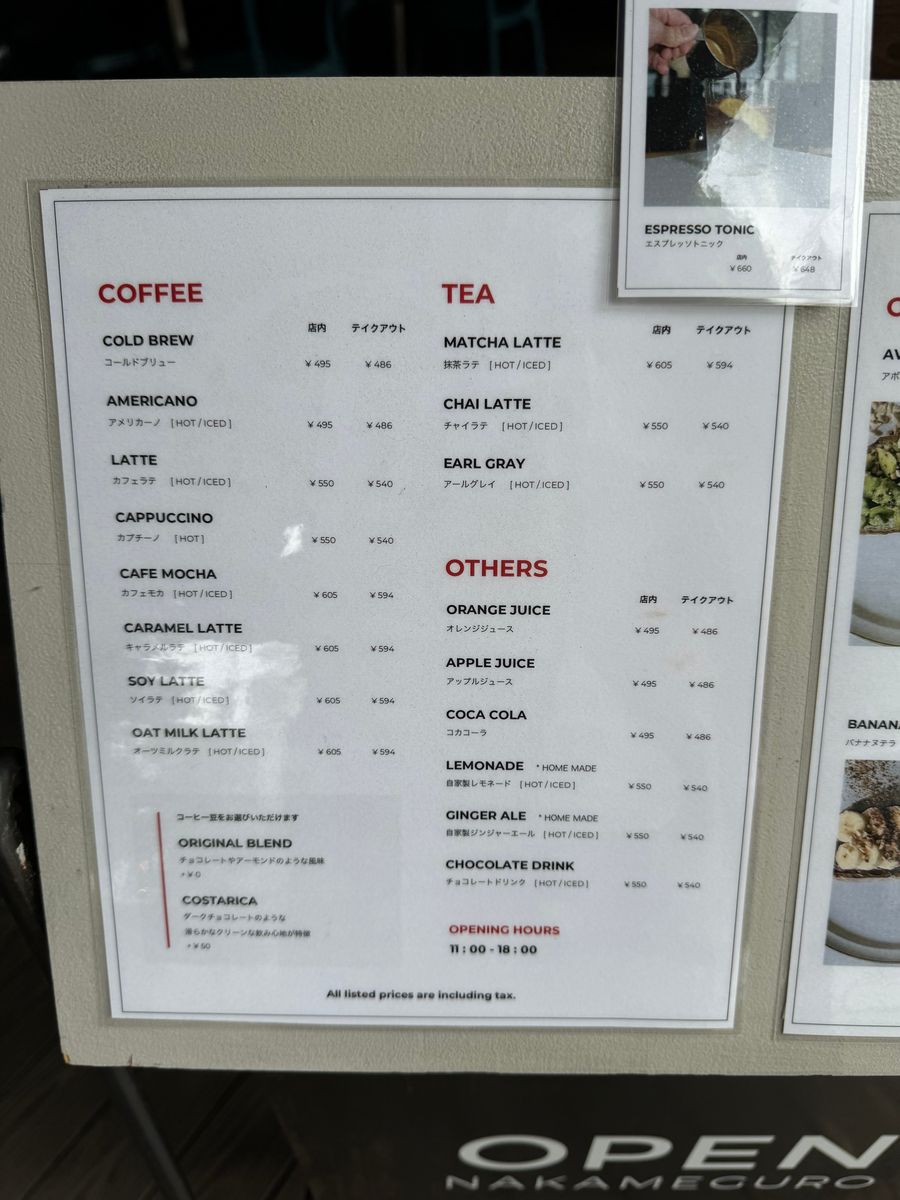 ESPRESSO TONIC
エスプレッソトニック
店内 テイクアウト
¥660 ¥648
COFFEE
店内 テイクアウト
COLD BREW
コールドブリュー ¥495 ¥486
AMERICANO
アメリカーノ [HOT/ICED] ¥495 ¥486
LATTE
カフェラテ [HOT/ICED] ¥550 ¥540
CAPPUCCINO
カプチーノ [HOT] ¥550 ¥540
CAFE MOCHA
カフェモカ [HOT/ICED] ¥605 ¥594
CARAMEL LATTE
キャラメルラテ [HOT/ICED] ¥605 ¥594
SOY LATTE
ソイラテ [HOT/ICED] ¥605 ¥594
OAT MILK LATTE
オーツミルクラテ [HOT/ICED] ¥605 ¥594
コーヒー豆をお選びいただけます
ORIGINAL BLEND
チョコレートやアーモンドのような風味
+¥0
COSTARICA
ダークチョコレートのような
滑らかなクリーンな飲み心地が特徴
+¥50
TEA
店内 テイクアウト
MATCHA LATTE
抹茶ラテ [HOT/ICED] ¥605 ¥594
CHAI LATTE
チャイラテ [HOT/ICED] ¥550 ¥540
EARL GRAY
アールグレイ [HOT/ICED] ¥550 ¥540
OTHERS
店内 テイクアウト
ORANGE JUICE
オレンジジュース ¥495 ¥486
APPLE JUICE
アップルジュース ¥495 ¥486
COCA COLA
コカコーラ ¥495 ¥486
LEMONADE * HOME MADE
自家製レモネード [HOT/ICED] ¥550 ¥540
GINGER ALE * HOME MADE
自家製ジンジャーエール [HOT/ICED] ¥550 ¥540
CHOCOLATE DRINK
チョコレートドリンク [HOT/ICED] ¥550 ¥540
OPENING HOURS
11:00-18:00
All listed prices are including tax.
バナナヌテラ
OPEN
NAKAMEGURO